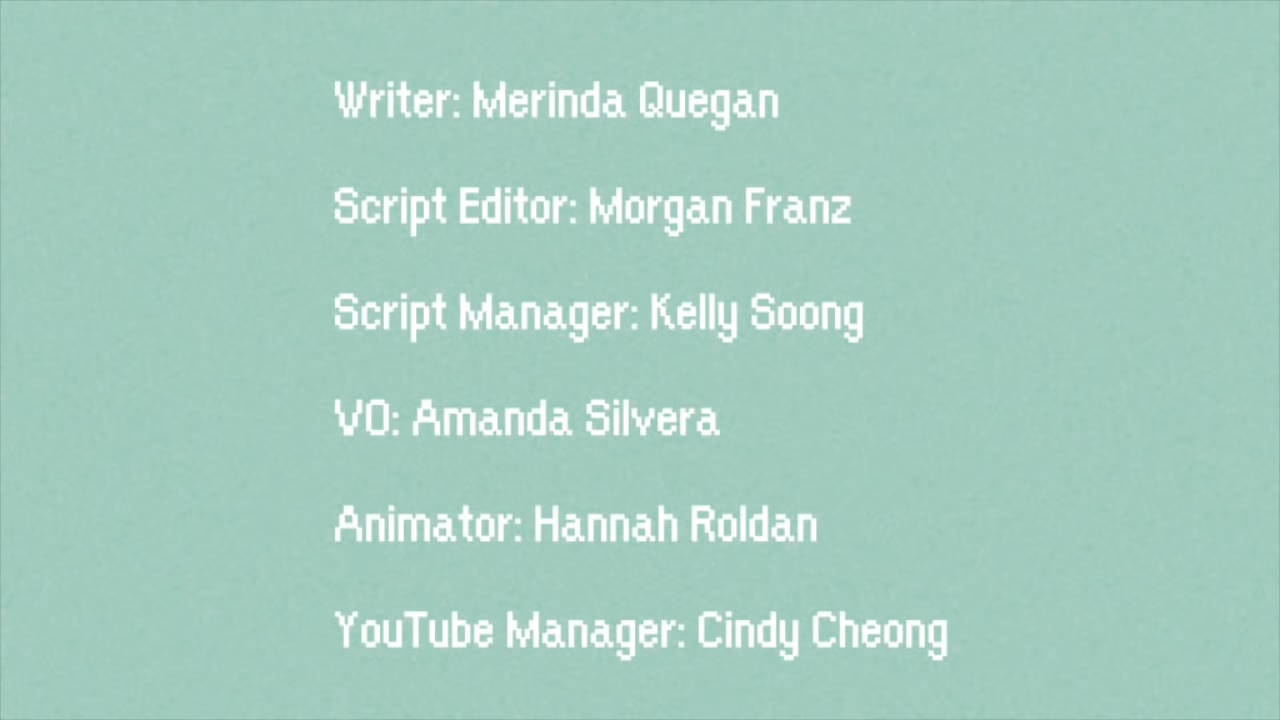 Writer: Merinda Quegan
Script Editor: Morgan Franz
Script Manager: Kelly Soong
VO: Amanda Silvera
Animator: Hannah Roldan
YouTube Manager: Cindy Cheong